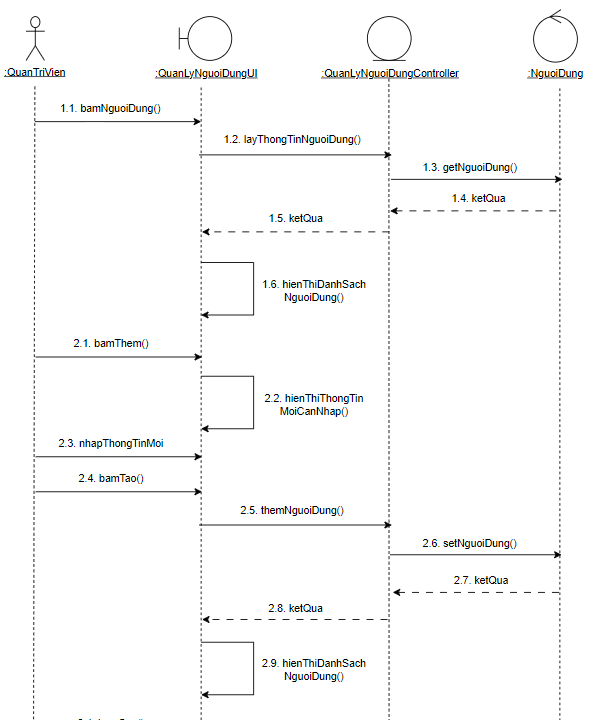 :QuanTriVien
:QuanLyNguoiDungUI
:QuanLyNguoiDungController
:NguoiDung
1.1. bamNguoiDung()
1.2. layThongTinNguoiDung()
1.3. getNguoiDung()
1.4. ketQua
1.5. ketQua
1.6. hienThiDanhSach
NguoiDung()
2.1. bamThem()
2.2. hienThiThongTin
MoiCanNhap()
2.3. nhapThongTinMoi
2.4. bamTao()
2.5. themNguoiDung()
2.6. setNguoiDung()
2.7. ketQua
2.8. ketQua
2.9. hienThiDanhSach
NguoiDung()